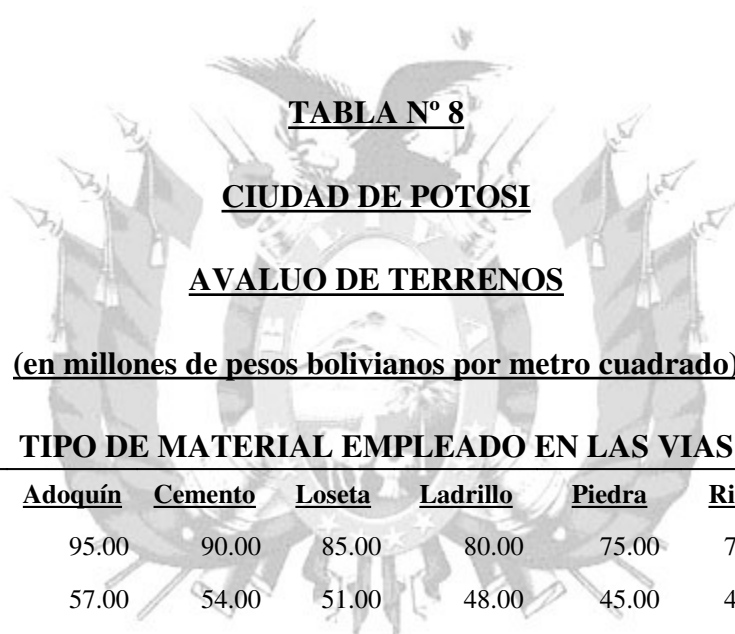 TABLA Nº 8
CIUDAD DE POTOSI
AVALUO DE TERRENOS
(en millones de pesos bolivianos por metro cuadrado)
TIPO DE MATERIAL EMPLEADO EN LAS VIAS
Adoquín Cemento Loseta Ladrillo Piedra
95.00 90.00 85.00 80.00 75.00
57.00 54.00 51.00 48.00 45.00